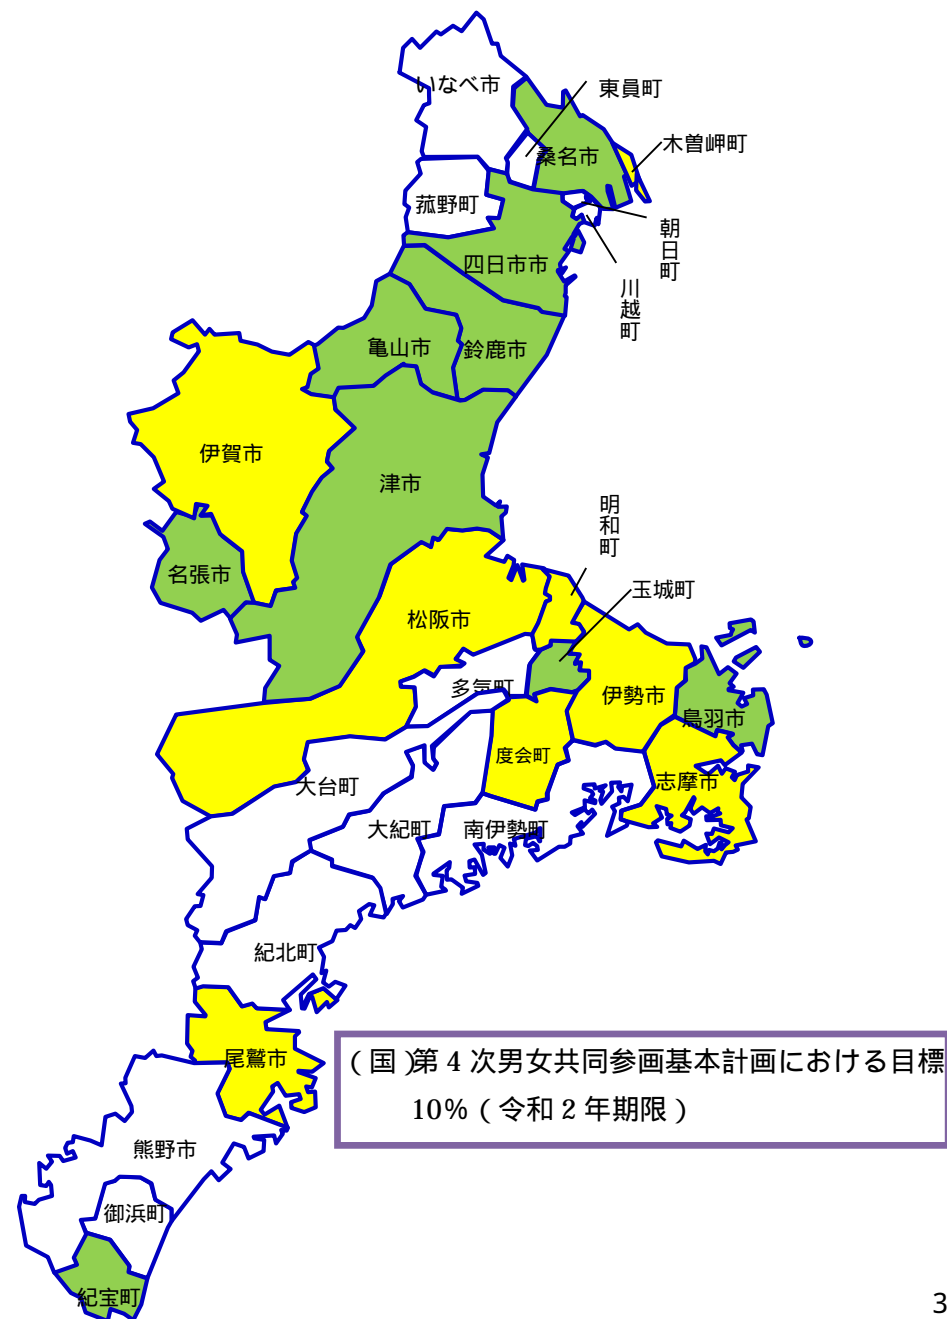 いなべ市
東員町
桑名市
木曽岬町
菰野町
朝日町
四日市市
川越町
亀山市
鈴鹿市
伊賀市
津市
明和町
名張市
玉城町
松阪市
多気町
伊勢市
鳥羽市
度会町
志摩市
大台町
大紀町
南伊勢町
紀北町
尾鷲市
(国)第4次男女共同参画基本計画における目標
10%(令和2年期限)
熊野市
御浜町
紀宝町
3